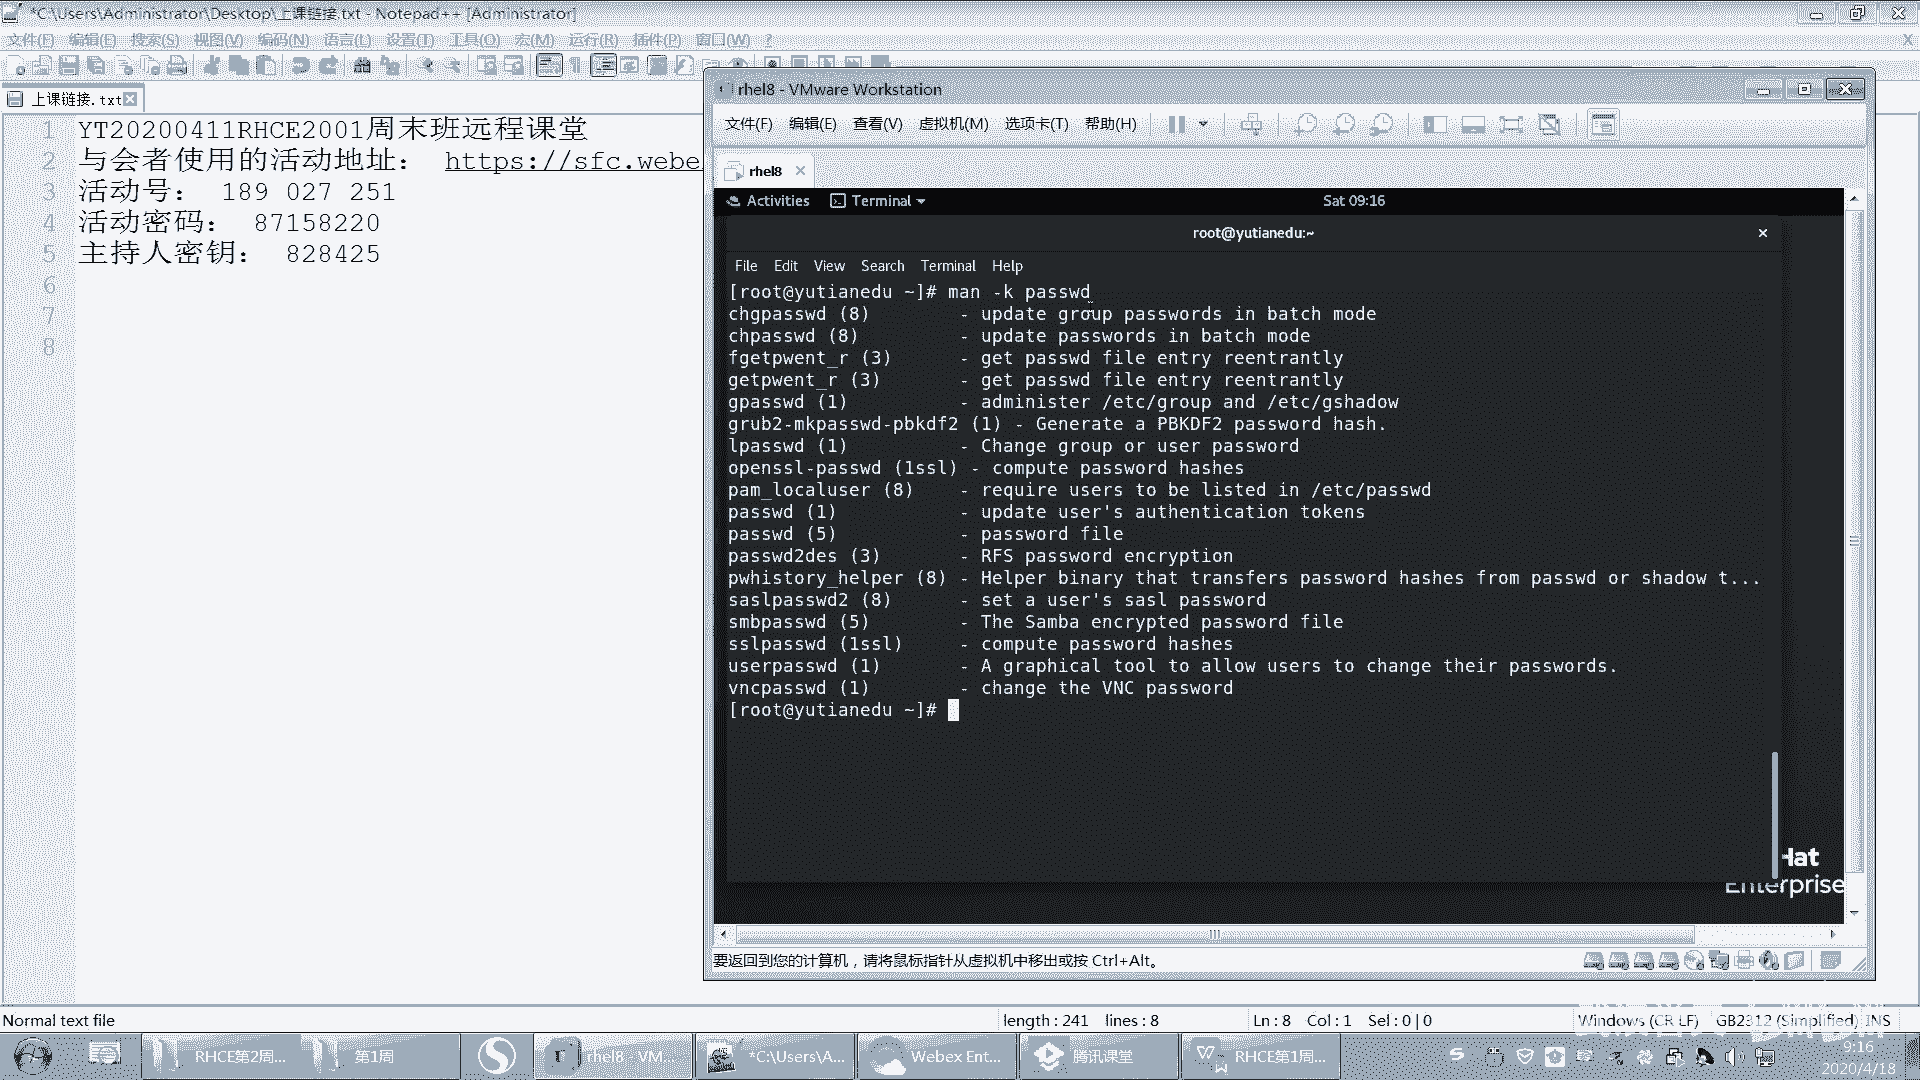 *C:\Users\Administrator\Desktop\上课链接.txt - Notepad++ [Administrator]
文件(F) 编辑(E) 搜索(S) 视图(V) 编码(N) 语言(L) 设置(T) 工具(O) 宏(M) 运行(R) 插件(P) 窗口(W) ?
上课链接.txt
1 YT20200411RHCE2001周末班远程课堂
2 与会者使用的活动地址： https://sfc.webe
3 活动号： 189 027 251
4 活动密码： 87158220
5 主持人密钥： 828425
6
7
8
rhel8 - VMware Workstation
文件(F) 编辑(E) 查看(V) 虚拟机(M) 选项卡(T) 帮助(H)
rhel8
Activities Terminal Sat 09:16
root@yutianedu:~
File Edit View Search Terminal Help
[root@yutianedu ~]# man -k passwd
chgpasswd (8) - update group passwords in batch mode
chpasswd (8) - update passwords in batch mode
fgetpwent_r (3) - get passwd file entry reentrantly
getpwent_r (3) - get passwd file entry reentrantly
gpasswd (1) - administer /etc/group and /etc/gshadow
grub2-mkpasswd-pbkdf2 (1) - Generate a PBKDF2 password hash.
lpasswd (1) - Change group or user password
openssl-passwd (1ssl) - compute password hashes
pam_localuser (8) - require users to be listed in /etc/passwd
passwd (1) - update user's authentication tokens
passwd (5) - password file
passwd2des (3) - RFS password encryption
pwhistory_helper (8) - Helper binary that transfers password hashes from passwd or shadow t...
saslpasswd2 (8) - set a user's sasl password
smbpasswd (5) - The Samba encrypted password file
sslpasswd (1ssl) - compute password hashes
userpasswd (1) - A graphical tool to allow users to change their passwords.
vncpasswd (1) - change the VNC password
[root@yutianedu ~]#
Hat
Enterprise
要返回到您的计算机，请将鼠标指针从虚拟机中移出或按 Ctrl+Alt。
Normal text file length : 241 lines : 8 Ln : 8 Col : 1 Sel : 0 | 0 Windows (CR LF) GB2312 (Simplified) INS
RHCE第2周... 第1周 rhel8 - VM... *C:\Users\A... Webex Ent... 腾讯课堂 RHCE第1周...
9:16
2020/4/18